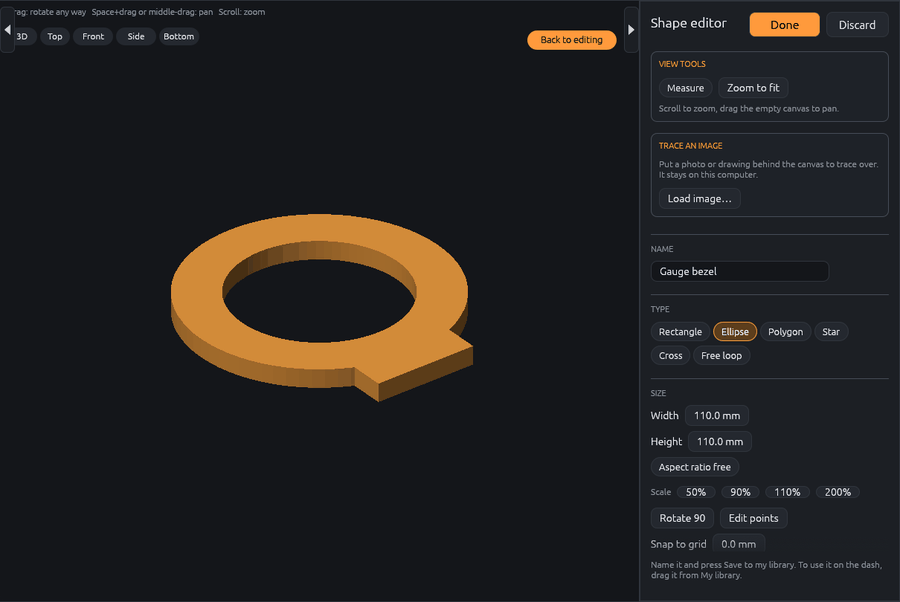 rag: rotate any way Space+drag or middle-drag: pan Scroll: zoom
3D Top Front Side Bottom
Back to editing
Shape editor
Done
Discard
VIEW TOOLS
Measure Zoom to fit
Scroll to zoom, drag the empty canvas to pan.
TRACE AN IMAGE
Put a photo or drawing behind the canvas to trace over.
It stays on this computer.
Load image...
NAME
Gauge bezel
TYPE
Rectangle Ellipse Polygon Star
Cross Free loop
SIZE
Width 110.0 mm
Height 110.0 mm
Aspect ratio free
Scale 50% 90% 110% 200%
Rotate 90 Edit points
Snap to grid 0.0 mm
Name it and press Save to my library. To use it on the dash,
drag it from My library.